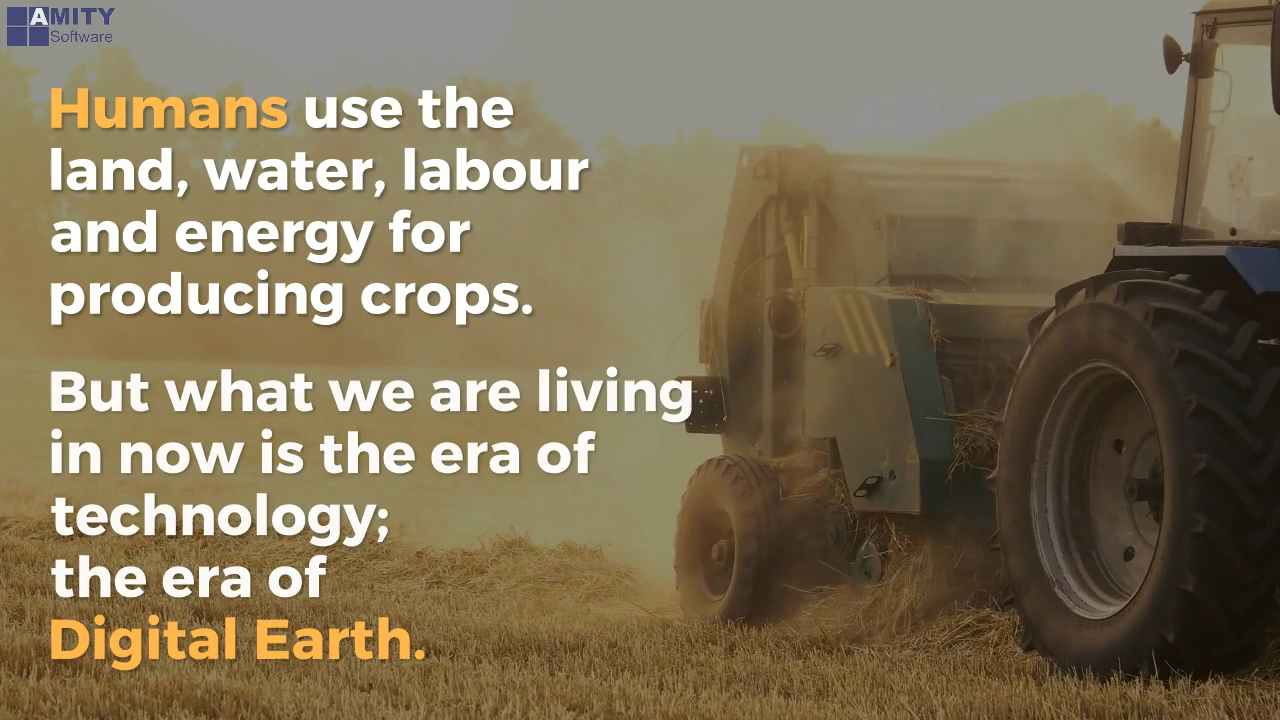 AMITY
Software
Humans use the
land, water, labour
and energy for
producing crops.
But what we are living
in now is the era of
technology;
the era of
Digital Earth.